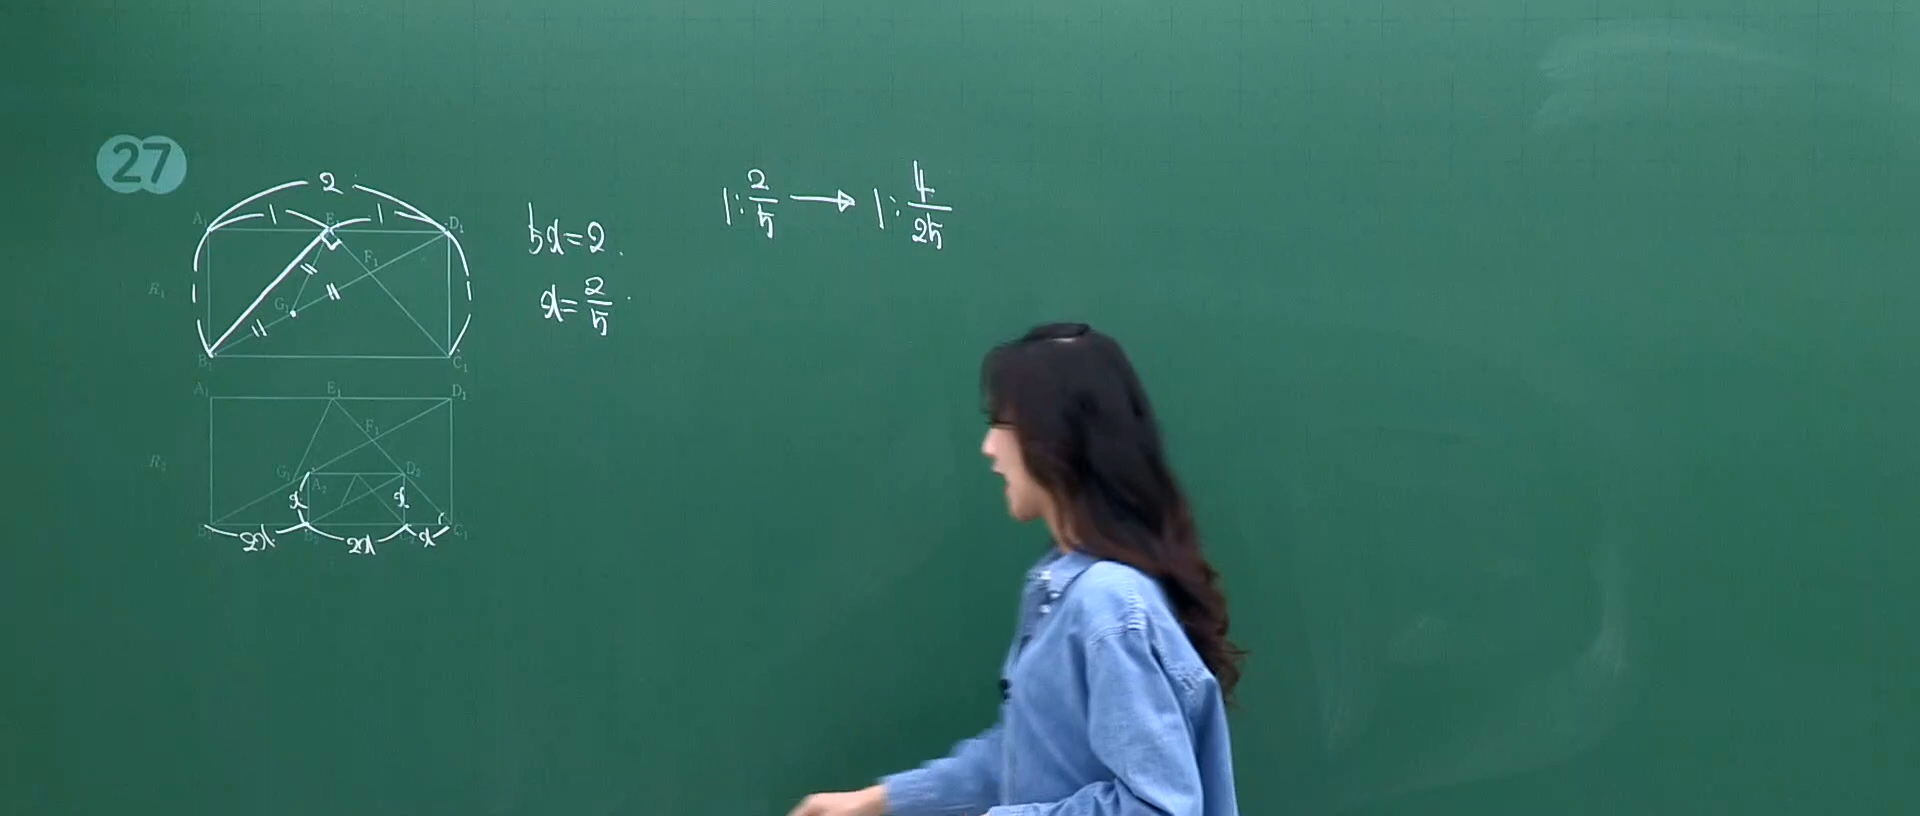 27
2
1 1
A₁ E₁ D₁
F₁
R₁
G₁
B₁ C₁
A₁ E₁ D₁
F₁
R₂
G₁ A₂ D₂
x x
B₁ B₂ C₁
2x 2x x
5x=2.
x=2/5.
1:2/5 → 1:4/25